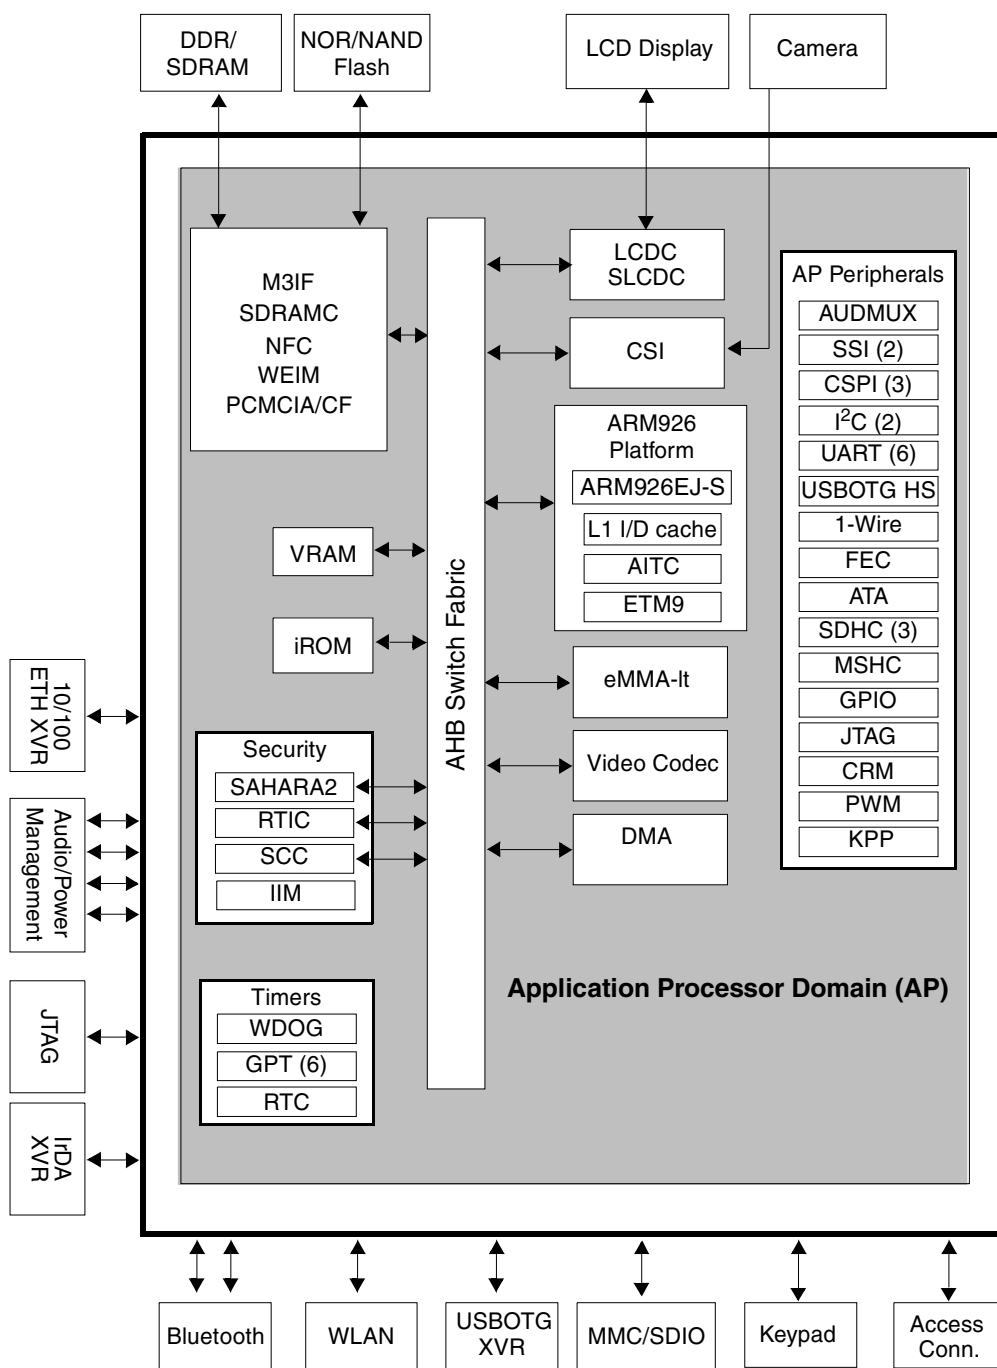 DDR/
SDRAM
NOR/NAND
Flash
LCD Display
Camera
M3IF
SDRAMC
NFC
WEIM
PCMCIA/CF
LCDC
SLCDC
CSI
ARM926
Platform
ARM926EJ-S
L1 I/D cache
AITC
ETM9
AP Peripherals
AUDMUX
SSI (2)
CSPI (3)
I²C (2)
UART (6)
USBOTG HS
1-Wire
FEC
ATA
SDHC (3)
MSHC
GPIO
JTAG
CRM
PWM
KPP
VRAM
iROM
AHB Switch Fabric
eMMA-lt
Video Codec
DMA
Security
SAHARA2
RTIC
SCC
IIM
Timers
WDOG
GPT (6)
RTC
Application Processor Domain (AP)
10/100
ETH XVR
Audio/Power
Management
JTAG
IrDA
XVR
Bluetooth
WLAN
USBOTG
XVR
MMC/SDIO
Keypad
Access
Conn.